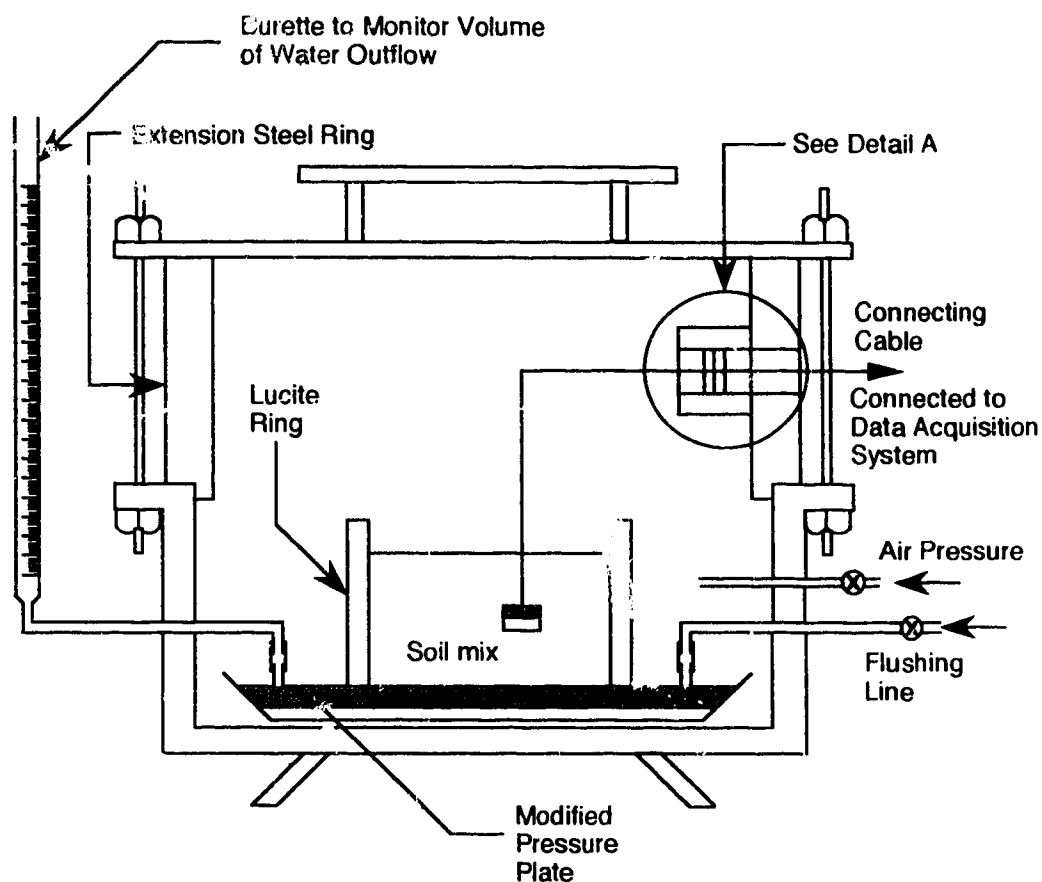 Burette to Monitor Volume
of Water Outflow
Extension Steel Ring
See Detail A
Connecting
Cable
Connected to
Data Acquisition
System
Lucite
Ring
Air Pressure
Soil mix
Flushing
Line
Modified
Pressure
Plate